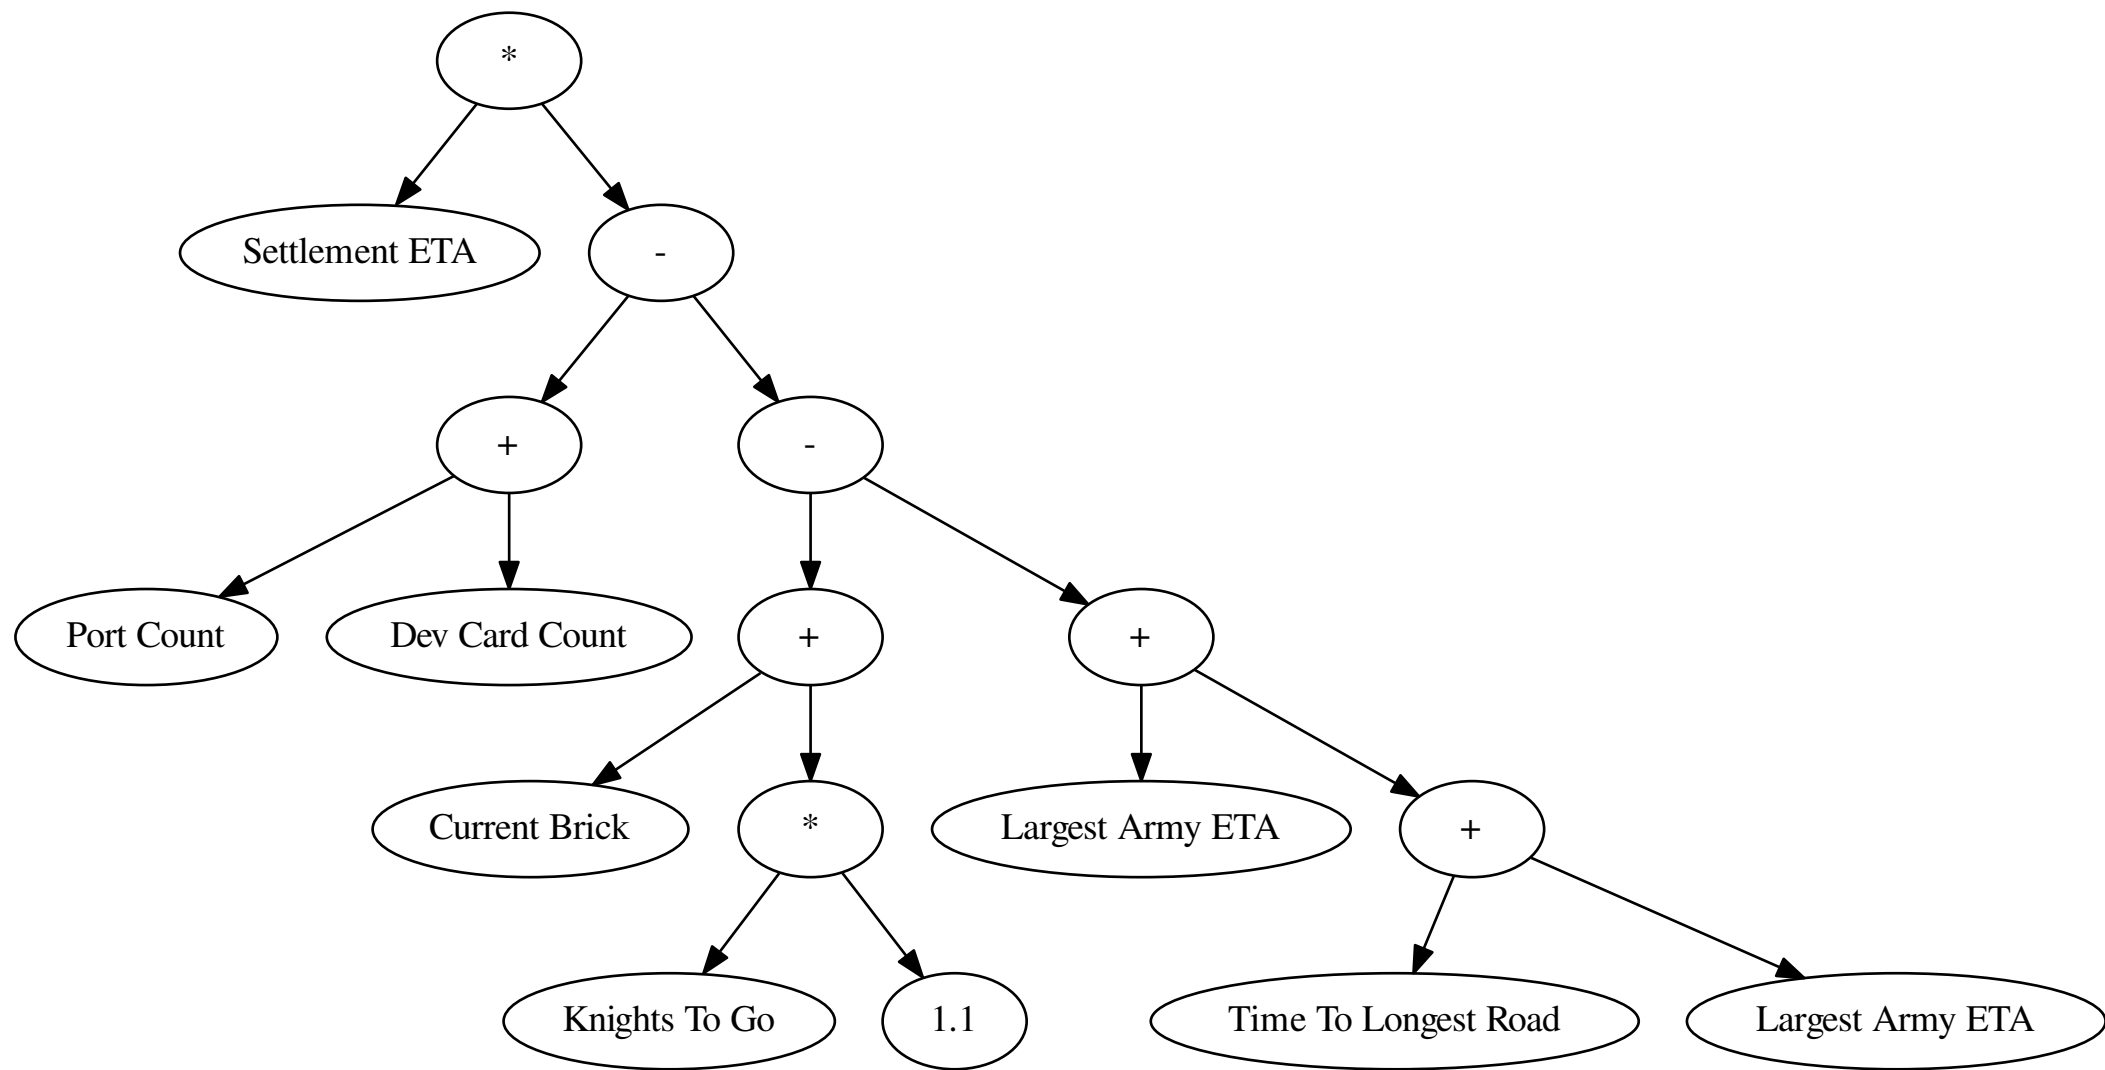 *
Settlement ETA
-
+
-
Port Count
Dev Card Count
+
+
Current Brick
*
Largest Army ETA
+
Knights To Go
1.1
Time To Longest Road
Largest Army ETA